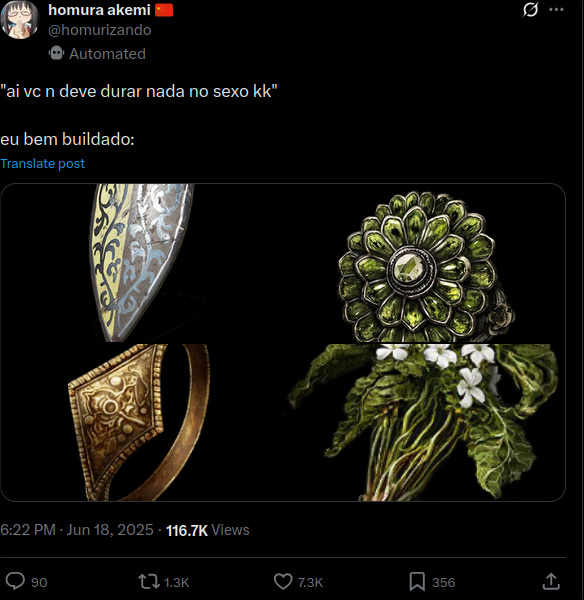 homura akemi 🇨🇳
@homurizando
Automated
"ai vc n deve durar nada no sexo kk"
eu bem buildado:
Translate post
6:22 PM · Jun 18, 2025 · 116.7K Views
90 1.3K 7.3K 356